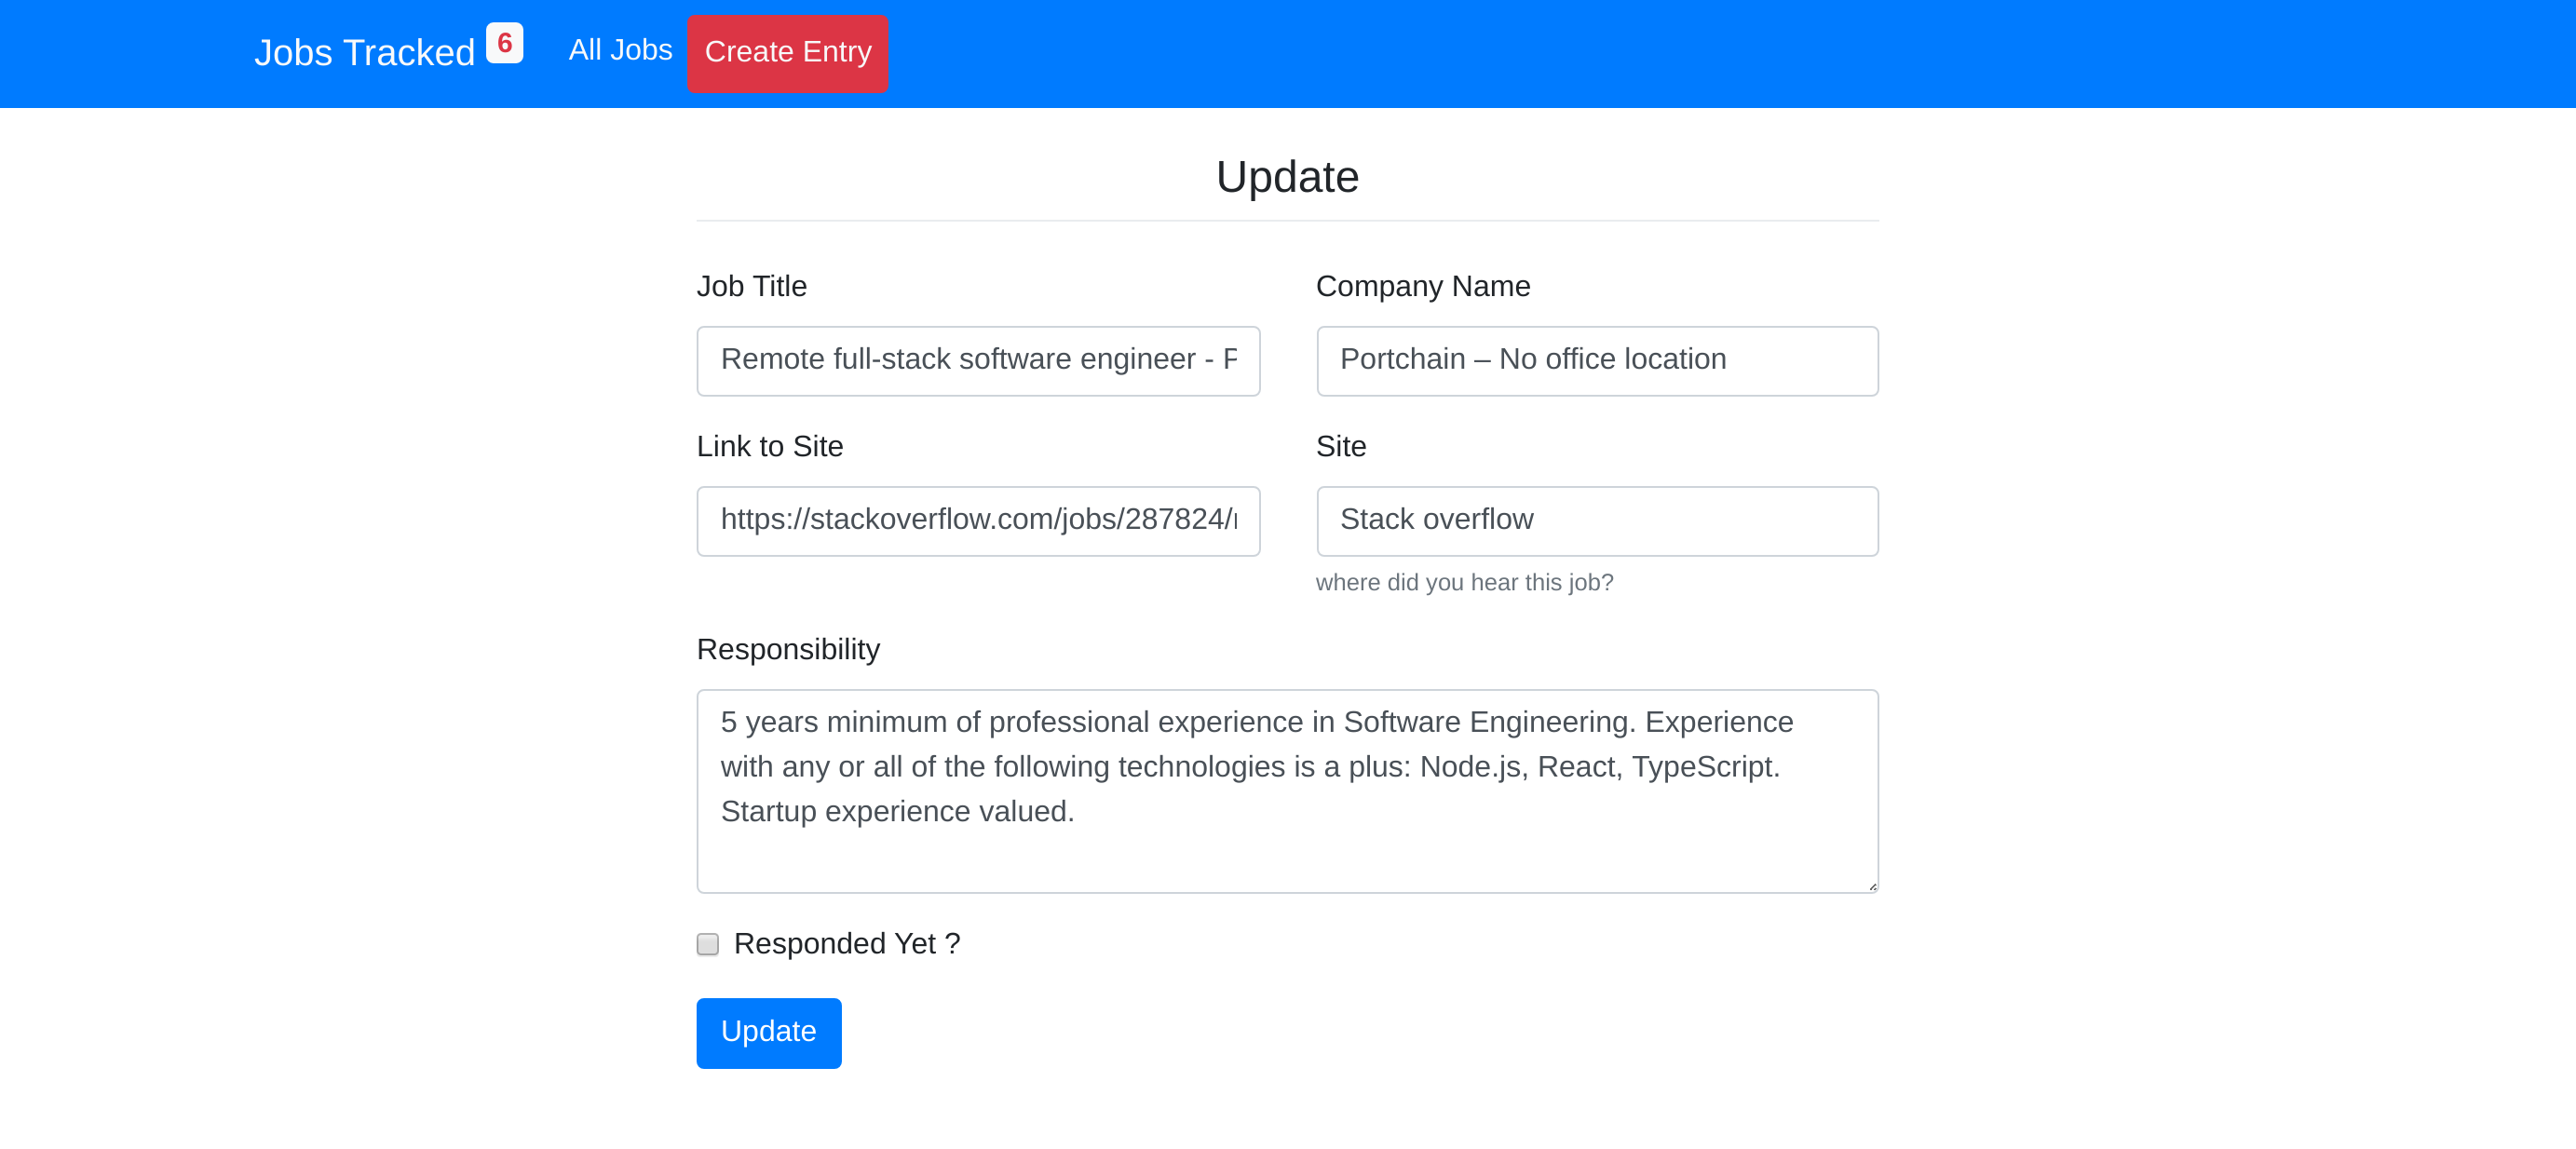 Jobs Tracked 6 All Jobs Create Entry
Update
Job Title
Company Name
Remote full-stack software engineer -
Portchain – No office location
Link to Site
Site
https://stackoverflow.com/jobs/287824/
Stack overflow
where did you hear this job?
Responsibility
5 years minimum of professional experience in Software Engineering. Experience
with any or all of the following technologies is a plus: Node.js, React, TypeScript.
Startup experience valued.
Responded Yet ?
Update